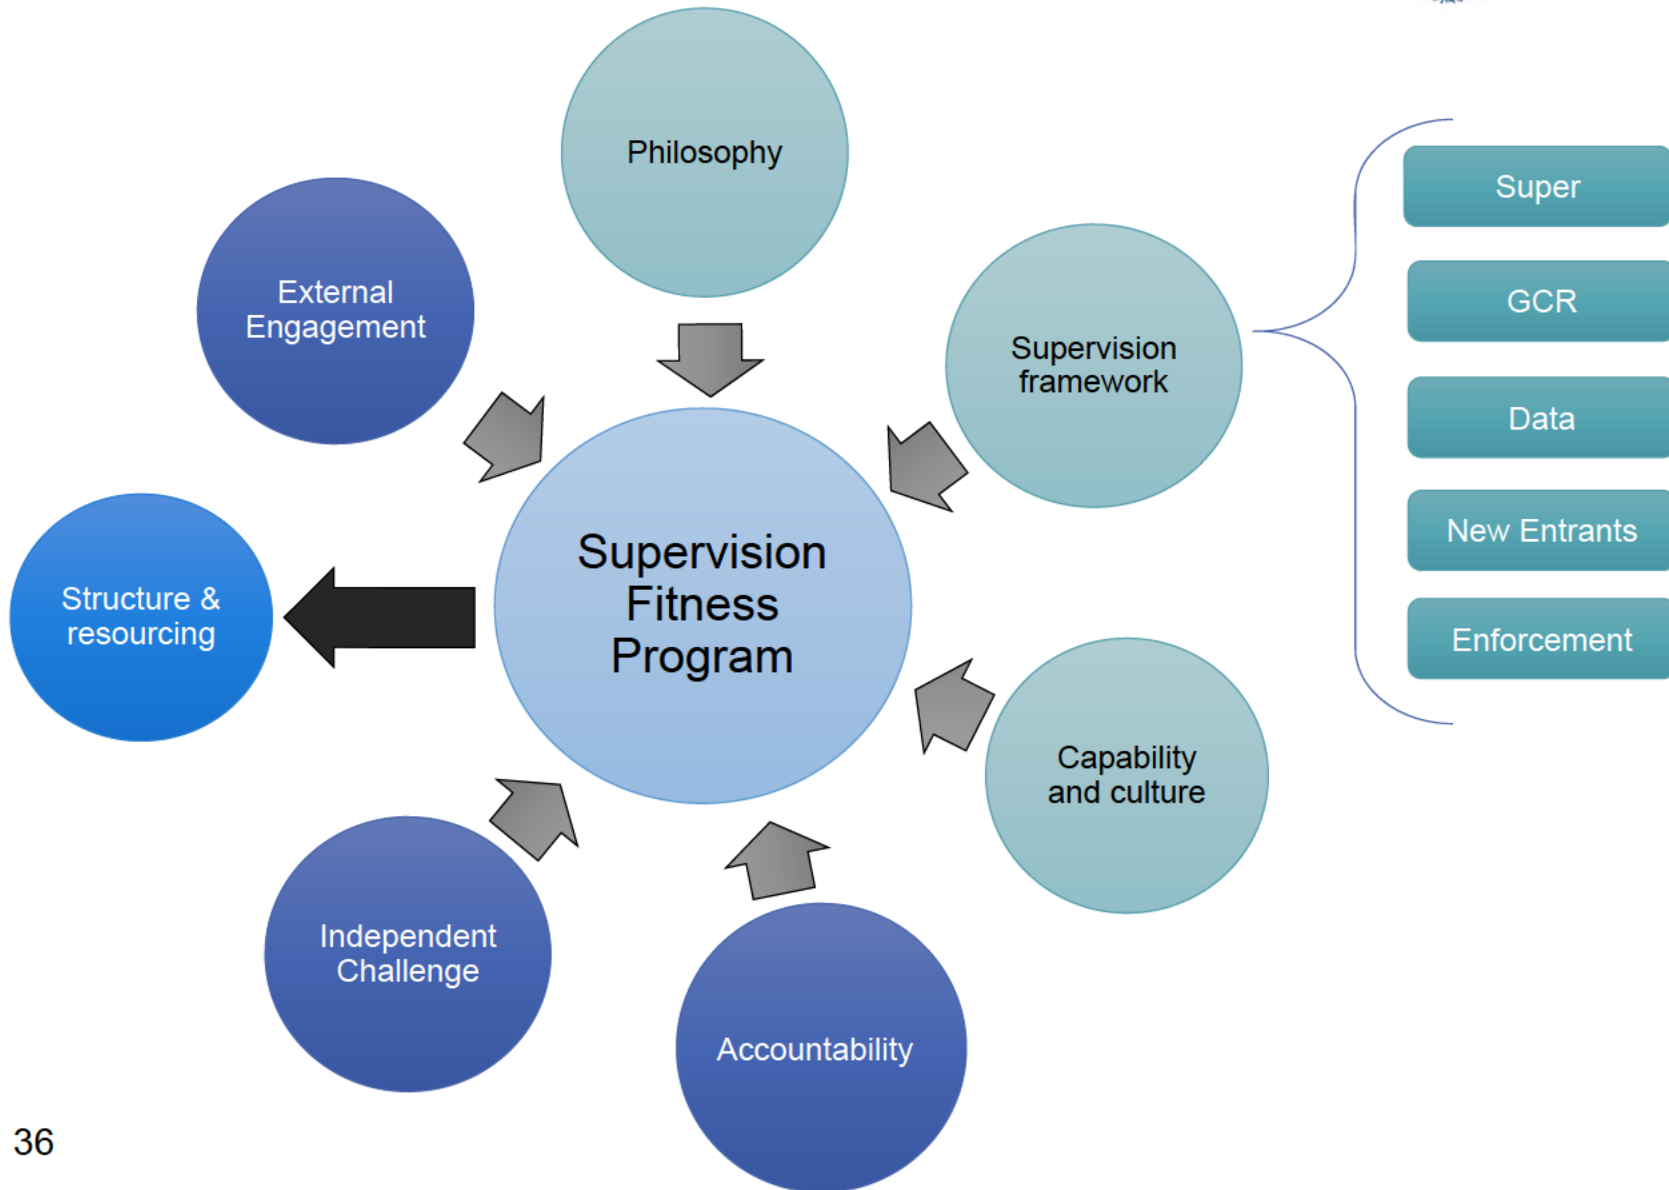 Philosophy
External
Engagement
Supervision
framework
Super
GCR
Data
New Entrants
Enforcement
Supervision
Fitness
Program
Structure &
resourcing
Capability
and culture
Independent
Challenge
Accountability
36